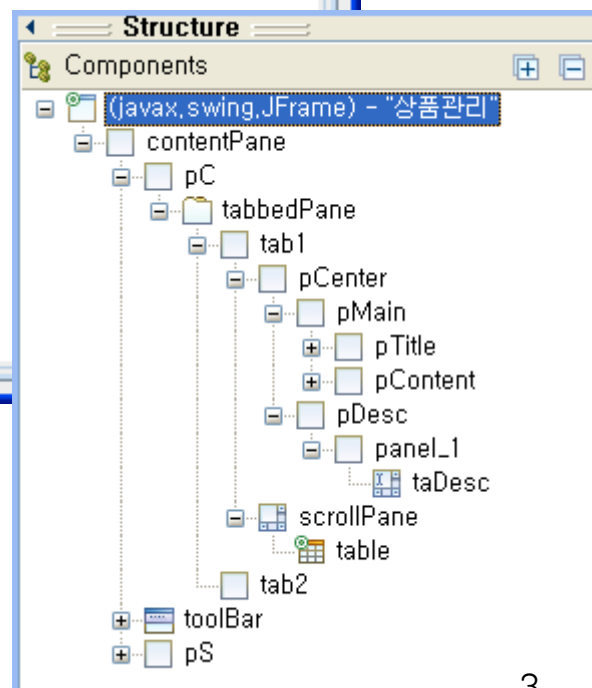 Structure
Components
(javax,swing,JFrame) - "상품관리"
contentPane
pC
tabbedPane
tab1
pCenter
pMain
pTitle
pContent
pDesc
panel_1
taDesc
scrollPane
table
tab2
toolBar
pS
3